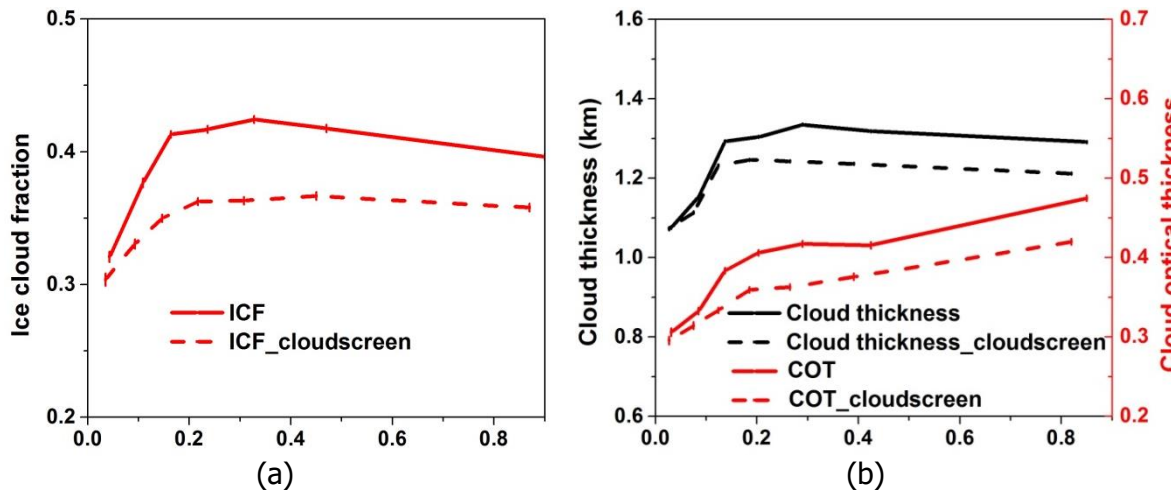 0.5
0.4
0.3
0.2
Ice cloud fraction
ICF
ICF_cloudscreen
0.0 0.2 0.4 0.6 0.8
(a)
1.6
1.4
1.2
1.0
0.8
0.6
Cloud thickness (km)
Cloud thickness
Cloud thickness_cloudscreen
COT
COT_cloudscreen
0.0 0.2 0.4 0.6 0.8
0.7
0.6
0.5
0.4
0.3
0.2
Cloud optical thickness
(b)